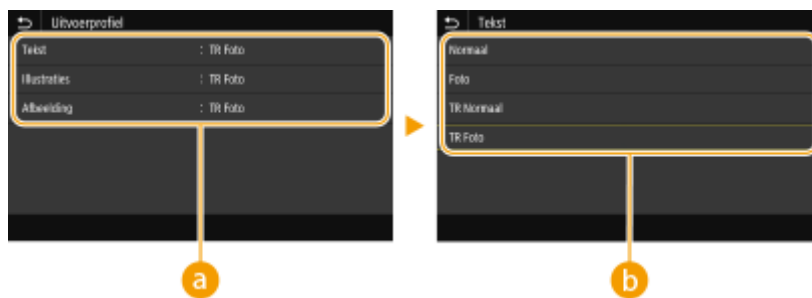 Uitvoerprofiel
Tekst : TR Foto
Illustraties : TR Foto
Afbeelding : TR Foto
a
Tekst
Normaal
Foto
TR Normaal
TR Foto
b